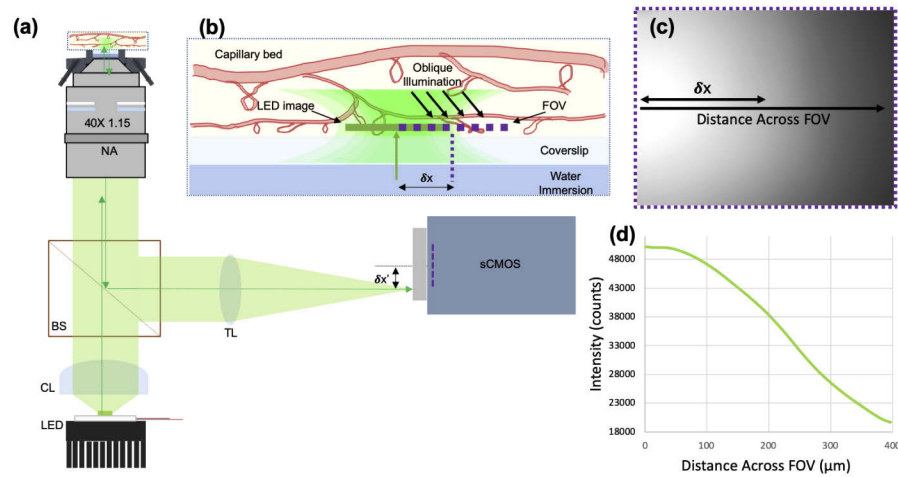 (a)
40X 1.15
NA
BS
TL
CL
LED
δx'
sCMOS
(b)
Capillary bed
Oblique
Illumination
LED image
FOV
Coverslip
δx
Water
Immersion
(c)
δx
Distance Across FOV
(d)
Intensity (counts)
48000
43000
38000
33000
28000
23000
18000
0
100
200
300
400
Distance Across FOV (µm)